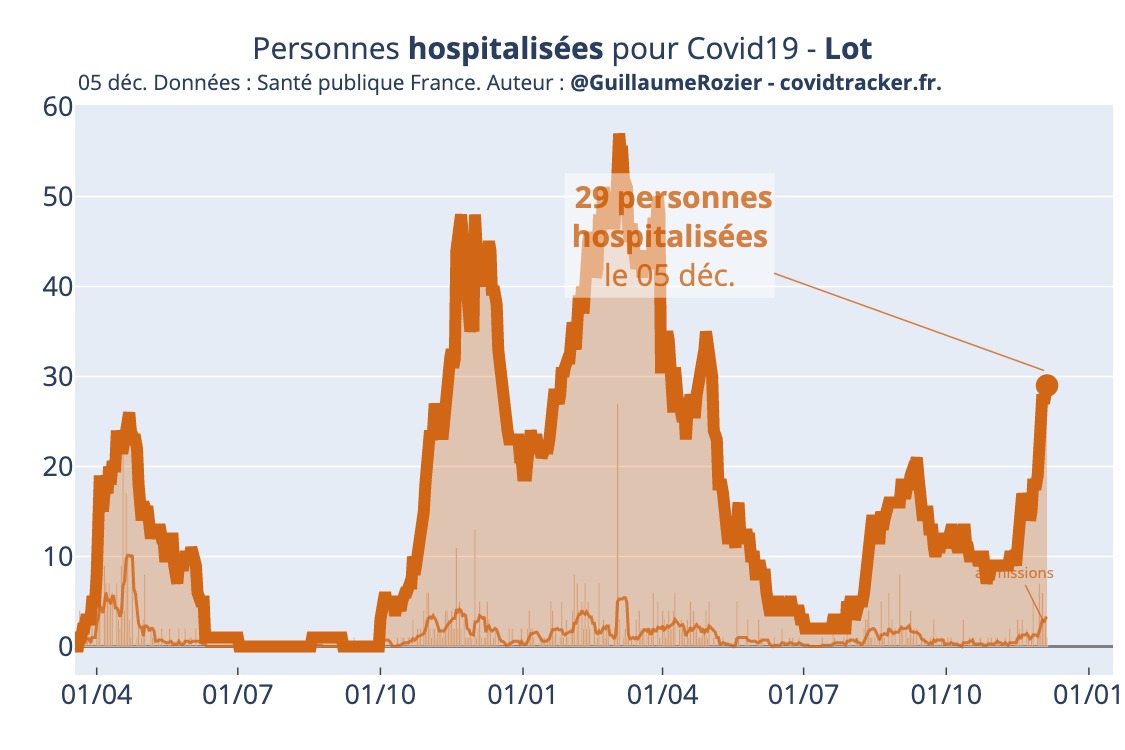 Personnes hospitalisées pour Covid19 - Lot
05 déc. Données : Santé publique France. Auteur : @GuillaumeRozier - covidtracker.fr.
60
50
40
30
20
10
0
29 personnes
hospitalisées
le 05 déc.
admissions
01/04 01/07 01/10 01/01 01/04 01/07 01/10 01/01